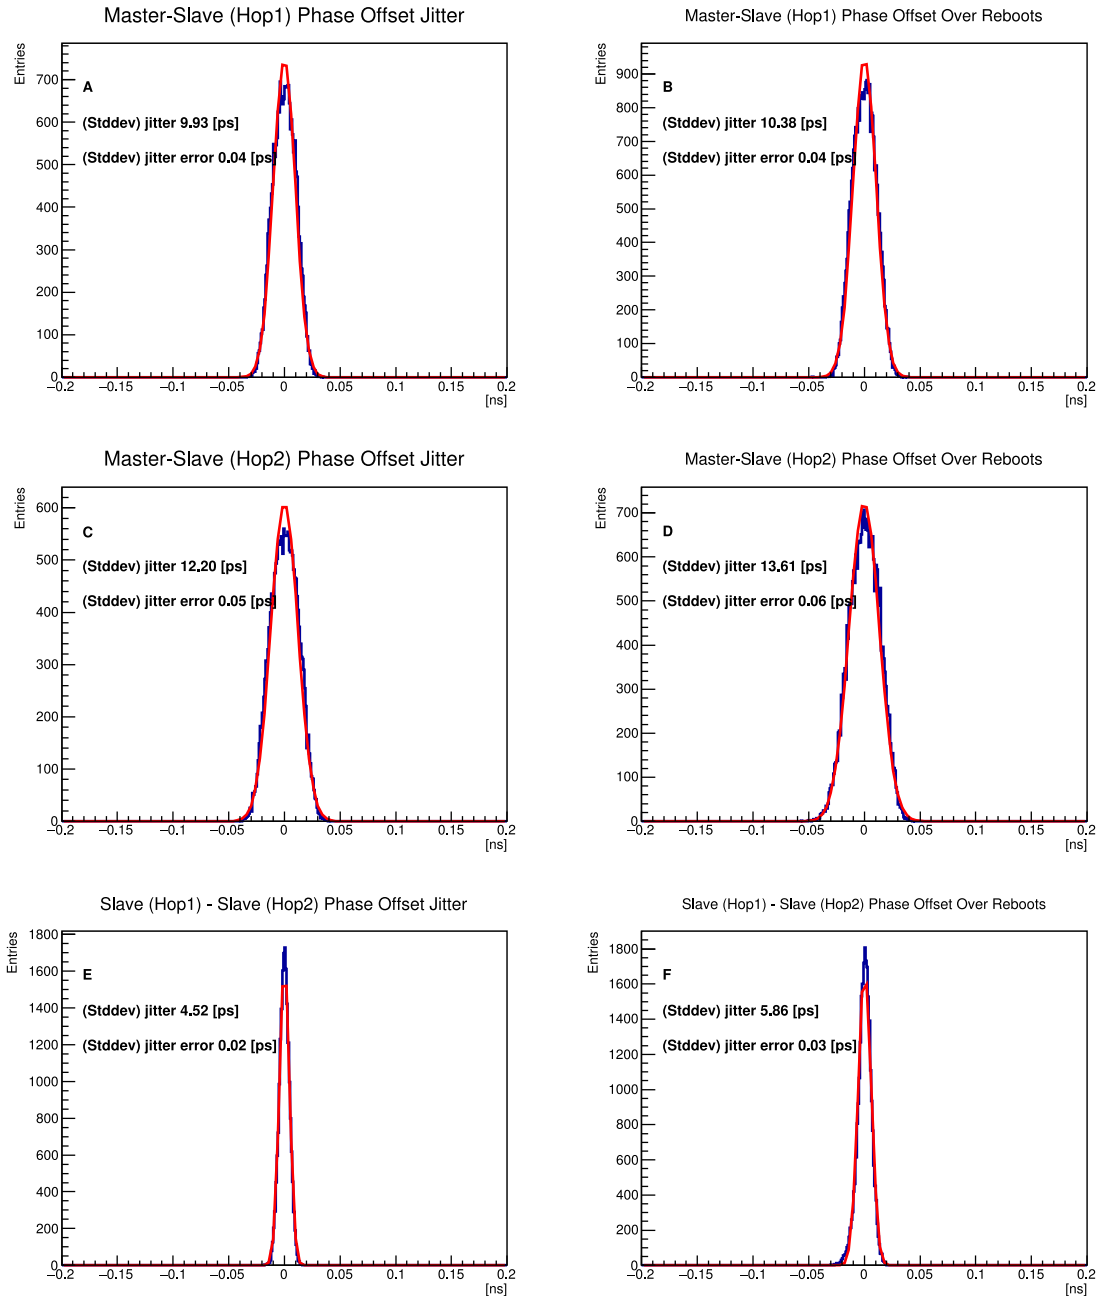 Master-Slave (Hop1) Phase Offset Jitter
Entries
700
600
500
400
300
200
100
0
A
(Stddev) jitter 9.93 [ps]
(Stddev) jitter error 0.04 [ps]
−0.2 −0.15 −0.1 −0.05 0 0.05 0.1 0.15 0.2
[ns]
Master-Slave (Hop1) Phase Offset Over Reboots
Entries
900
800
700
600
500
400
300
200
100
0
B
(Stddev) jitter 10.38 [ps]
(Stddev) jitter error 0.04 [ps]
−0.2 −0.15 −0.1 −0.05 0 0.05 0.1 0.15 0.2
[ns]
Master-Slave (Hop2) Phase Offset Jitter
Entries
600
500
400
300
200
100
0
C
(Stddev) jitter 12.20 [ps]
(Stddev) jitter error 0.05 [ps]
−0.2 −0.15 −0.1 −0.05 0 0.05 0.1 0.15 0.2
[ns]
Master-Slave (Hop2) Phase Offset Over Reboots
Entries
700
600
500
400
300
200
100
0
D
(Stddev) jitter 13.61 [ps]
(Stddev) jitter error 0.06 [ps]
−0.2 −0.15 −0.1 −0.05 0 0.05 0.1 0.15 0.2
[ns]
Slave (Hop1) - Slave (Hop2) Phase Offset Jitter
Entries
1800
1600
1400
1200
1000
800
600
400
200
0
E
(Stddev) jitter 4.52 [ps]
(Stddev) jitter error 0.02 [ps]
−0.2 −0.15 −0.1 −0.05 0 0.05 0.1 0.15 0.2
[ns]
Slave (Hop1) - Slave (Hop2) Phase Offset Over Reboots
Entries
1800
1600
1400
1200
1000
800
600
400
200
0
F
(Stddev) jitter 5.86 [ps]
(Stddev) jitter error 0.03 [ps]
−0.2 −0.15 −0.1 −0.05 0 0.05 0.1 0.15 0.2
[ns]